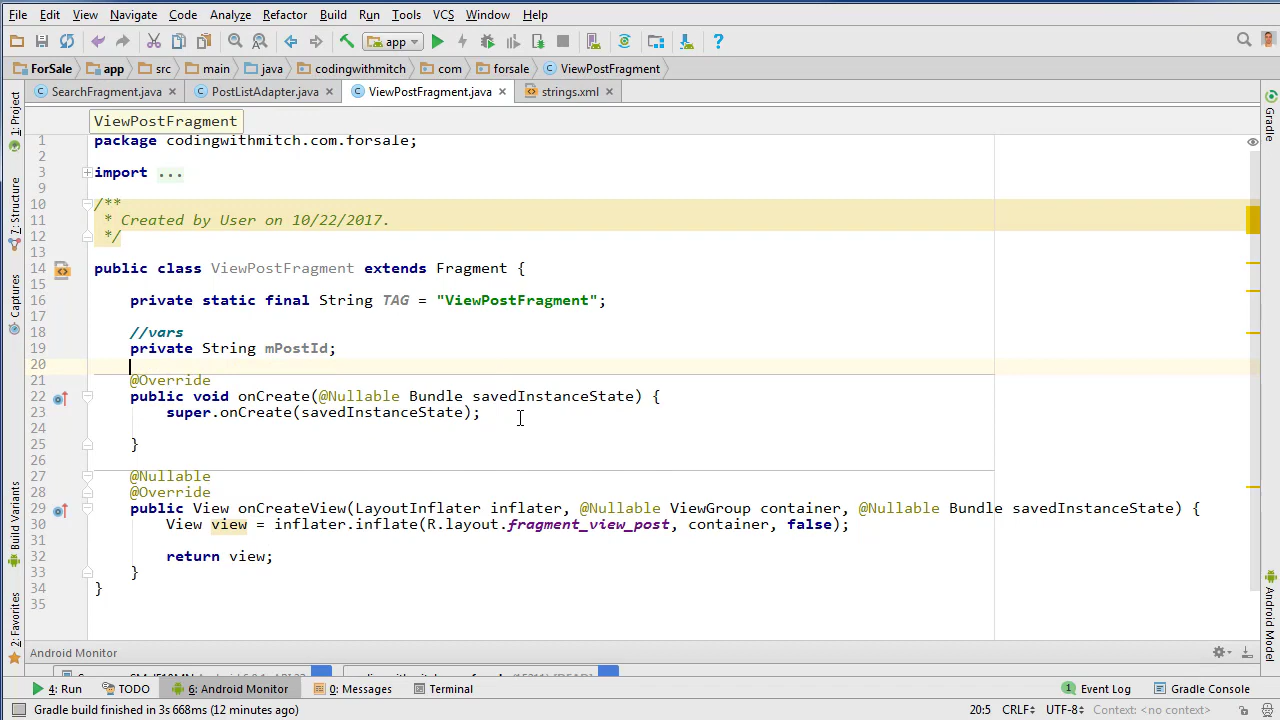 File Edit View Navigate Code Analyze Refactor Build Run Tools VCS Window Help
app
ForSale app src main java codingwithmitch com forsale ViewPostFragment
SearchFragment.java PostListAdapter.java ViewPostFragment.java strings.xml
ViewPostFragment
1 package codingwithmitch.com.forsale;
2
3 import ...
9
10 /**
11 * Created by User on 10/22/2017.
12 */
13
14 public class ViewPostFragment extends Fragment {
15
16 private static final String TAG = "ViewPostFragment";
17
18 //vars
19 private String mPostId;
20
21 @Override
22 public void onCreate(@Nullable Bundle savedInstanceState) {
23 super.onCreate(savedInstanceState);
24
25 }
26
27 @Nullable
28 @Override
29 public View onCreateView(LayoutInflater inflater, @Nullable ViewGroup container, @Nullable Bundle savedInstanceState) {
30 View view = inflater.inflate(R.layout.fragment_view_post, container, false);
31
32 return view;
33 }
34 }
35
1: Project
7: Structure
Captures
Build Variants
2: Favorites
Gradle
Android Model
Android Monitor
4: Run TODO 6: Android Monitor 0: Messages Terminal Event Log Gradle Console
Gradle build finished in 3s 668ms (12 minutes ago) 20:5 CRLF UTF-8 Context: <no context>